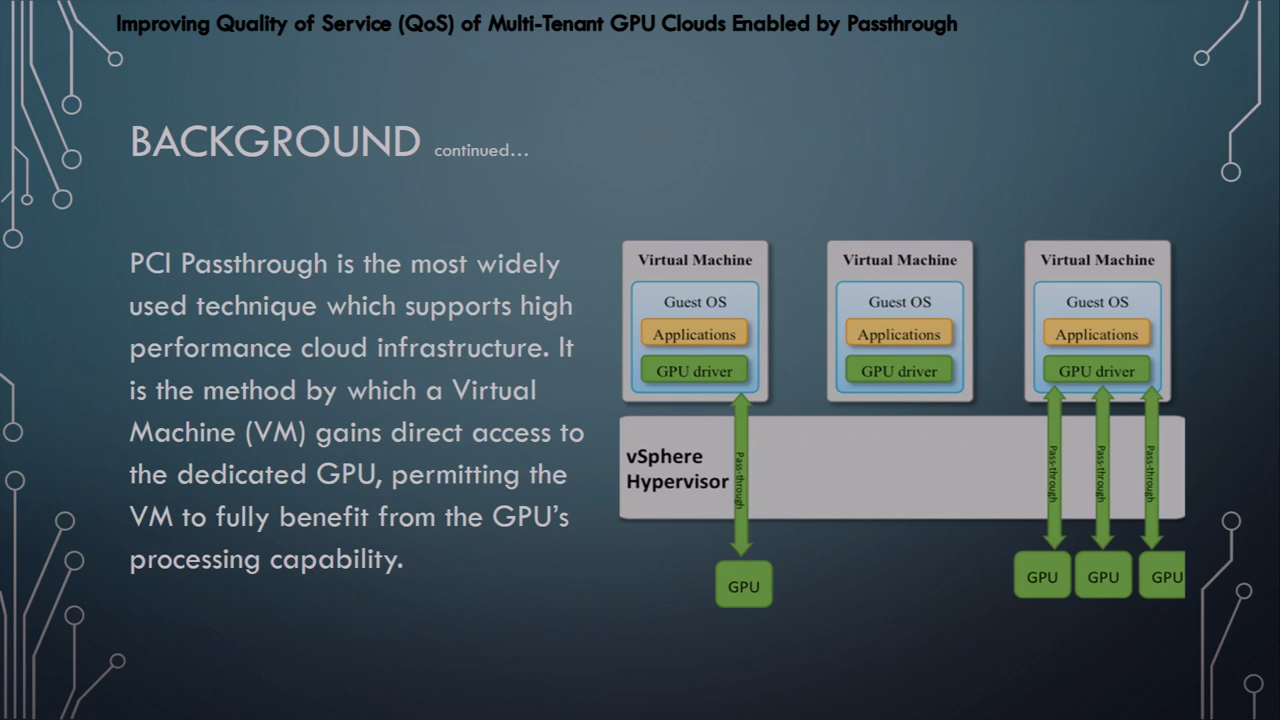 Improving Quality of Service (QoS) of Multi-Tenant GPU Clouds Enabled by Passthrough
BACKGROUND continued...
PCI Passthrough is the most widely
used technique which supports high
performance cloud infrastructure. It
is the method by which a Virtual
Machine (VM) gains direct access to
the dedicated GPU, permitting the
VM to fully benefit from the GPU's
processing capability.
Virtual Machine
Guest OS
Applications
GPU driver
Virtual Machine
Guest OS
Applications
GPU driver
Virtual Machine
Guest OS
Applications
GPU driver
vSphere
Hypervisor
Pass-through
Pass-through
Pass-through
Pass-through
GPU
GPU
GPU
GPU